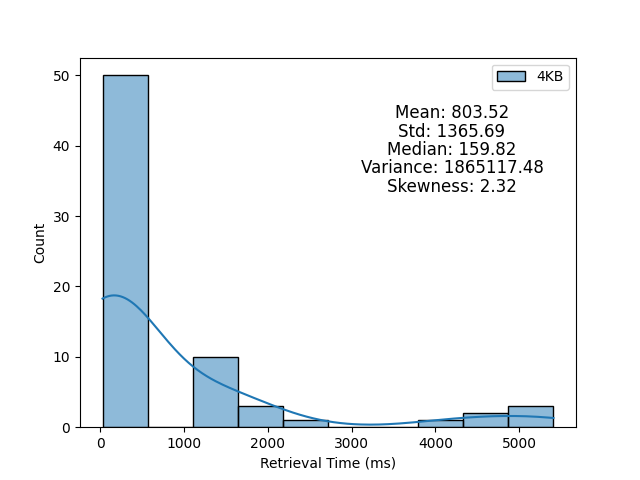 4KB
Mean: 803.52
Std: 1365.69
Median: 159.82
Variance: 1865117.48
Skewness: 2.32
Count
50
40
30
20
10
0
0 1000 2000 3000 4000 5000
Retrieval Time (ms)